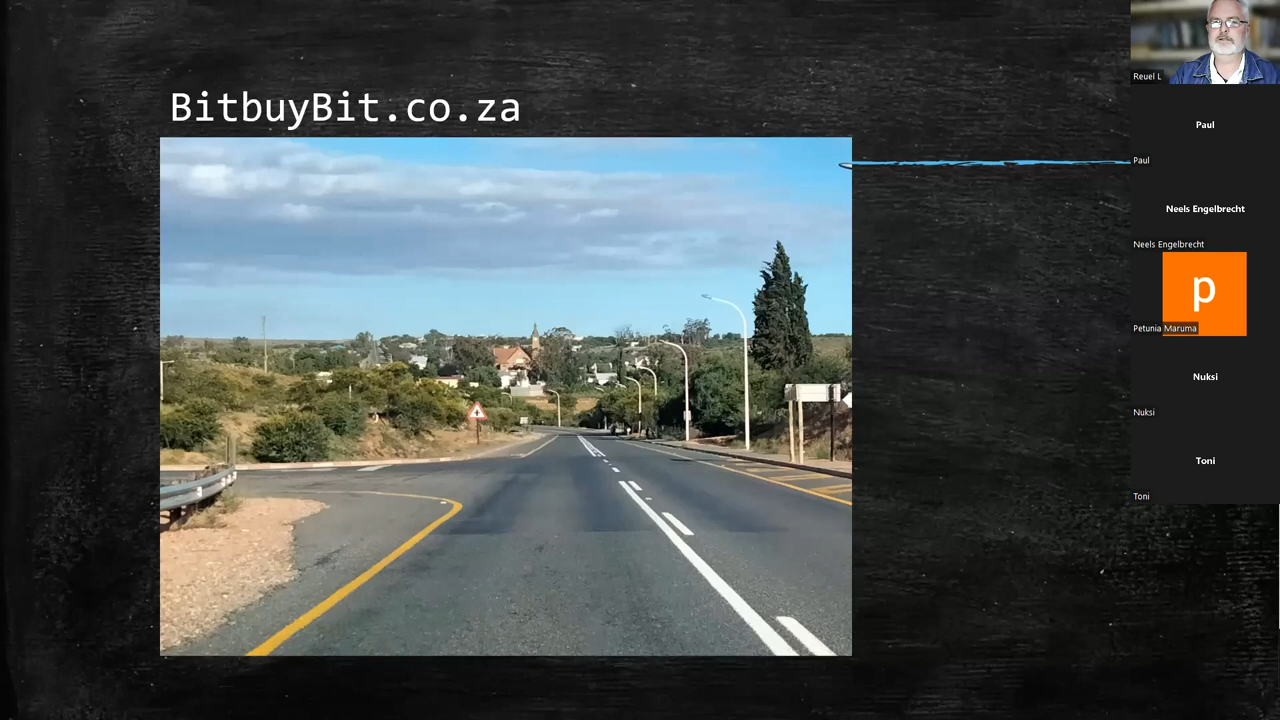 BitbuyBit.co.za
Reuel L
Paul
Paul
Neels Engelbrecht
Neels Engelbrecht
p
Petunia Maruma
Nuksi
Nuksi
Toni
Toni